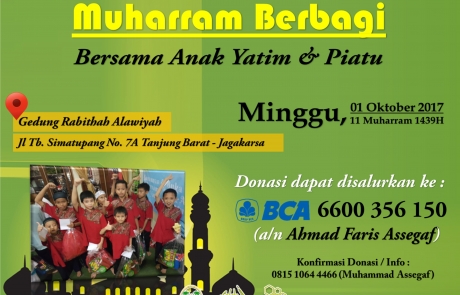 Muharram Berbagi
Bersama Anak Yatim & Piatu
Gedung Rabithah Alawiyah
Jl Tb. Simatupang No. 7A Tanjung Barat - Jagakarsa
Minggu, 01 Oktober 2017
11 Muharram 1439H
Donasi dapat disalurkan ke :
BCA 6600 356 150
(a/n Ahmad Faris Assegaf)
Konfirmasi Donasi / Info :
0815 1064 4466 (Muhammad Assegaf)